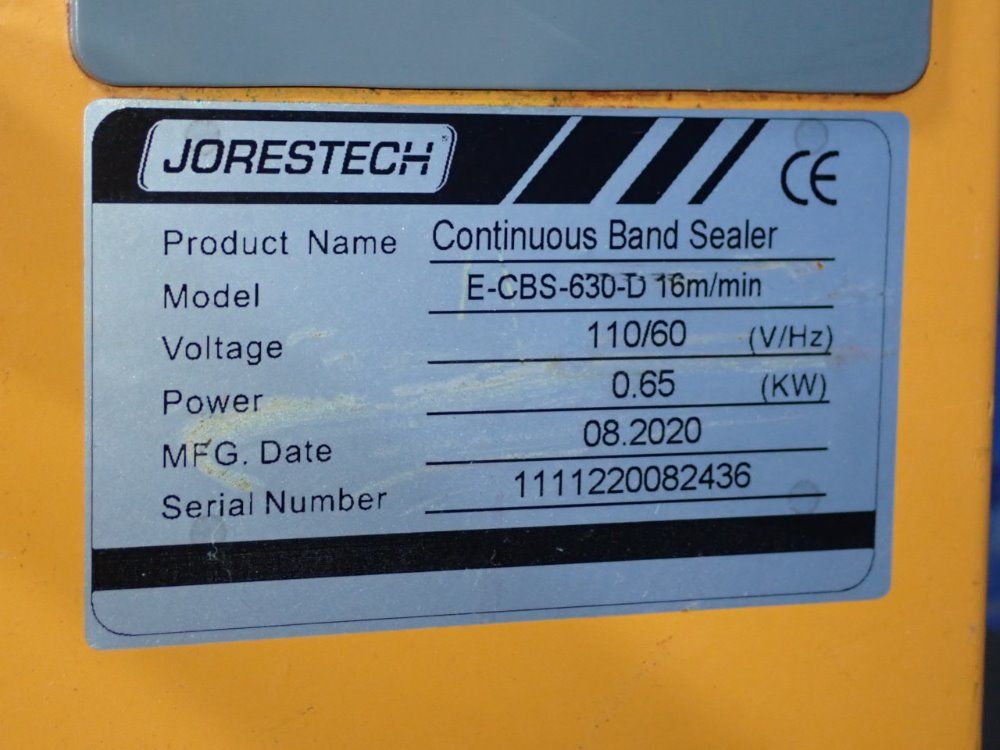 JORESTECH
CE
Product Name Continuous Band Sealer
Model E-CBS-630-D 16m/min
Voltage 110/60 (V/Hz)
Power 0.65 (KW)
MFG. Date 08.2020
Serial Number 1111220082436